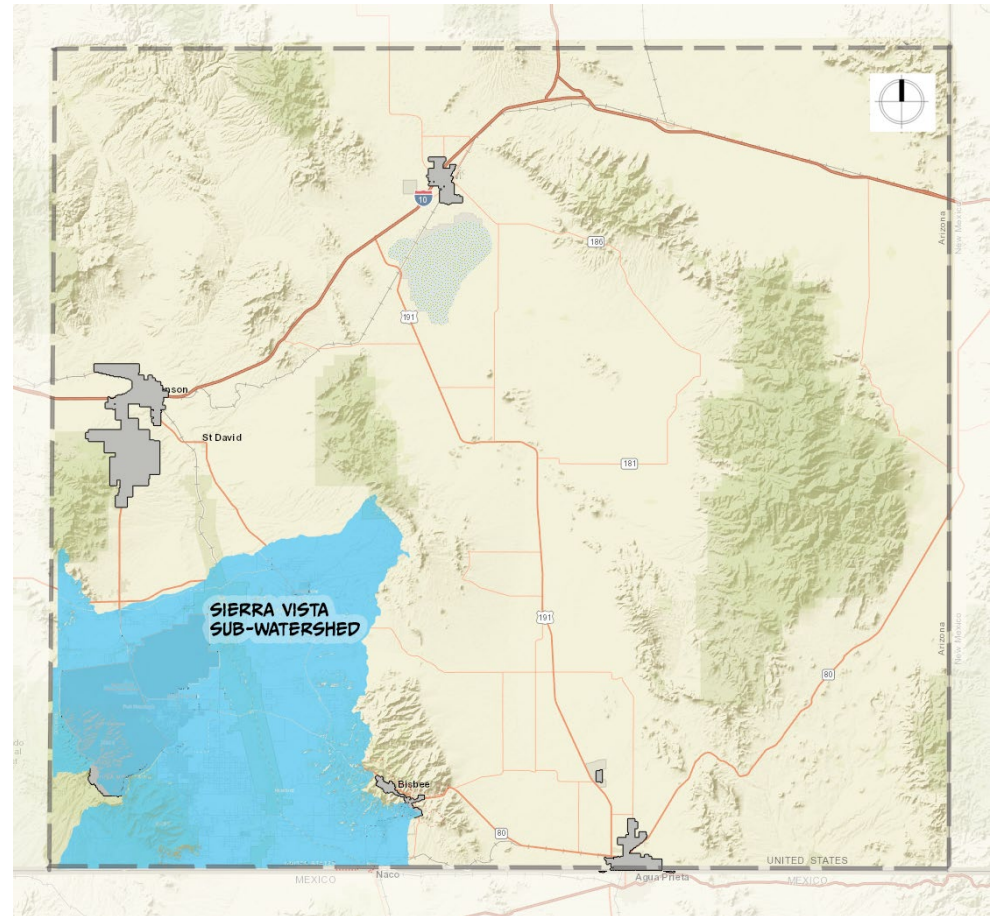 10
186
Arizona
New Mexico
191
nson
St David
181
SIERRA VISTA
SUB-WATERSHED
191
Arizona
New Mexico
80
Bisbee
80
UNITED STATES
MEXICO
Naco
Agua Prieta
MEXICO